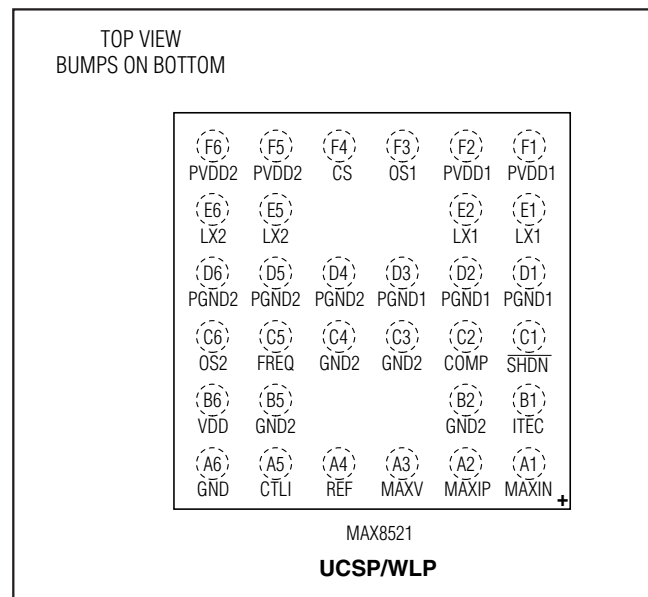 TOP VIEW
BUMPS ON BOTTOM
F6 F5 F4 F3 F2 F1
PVDD2 PVDD2 CS OS1 PVDD1 PVDD1
E6 E5 E2 E1
LX2 LX2 LX1 LX1
D6 D5 D4 D3 D2 D1
PGND2 PGND2 PGND2 PGND1 PGND1 PGND1
C6 C5 C4 C3 C2 C1
OS2 FREQ GND2 GND2 COMP SHDN
B6 B5 B2 B1
VDD GND2 GND2 ITEC
A6 A5 A4 A3 A2 A1
GND CTLI REF MAXV MAXIP MAXIN
+
MAX8521
UCSP/WLP